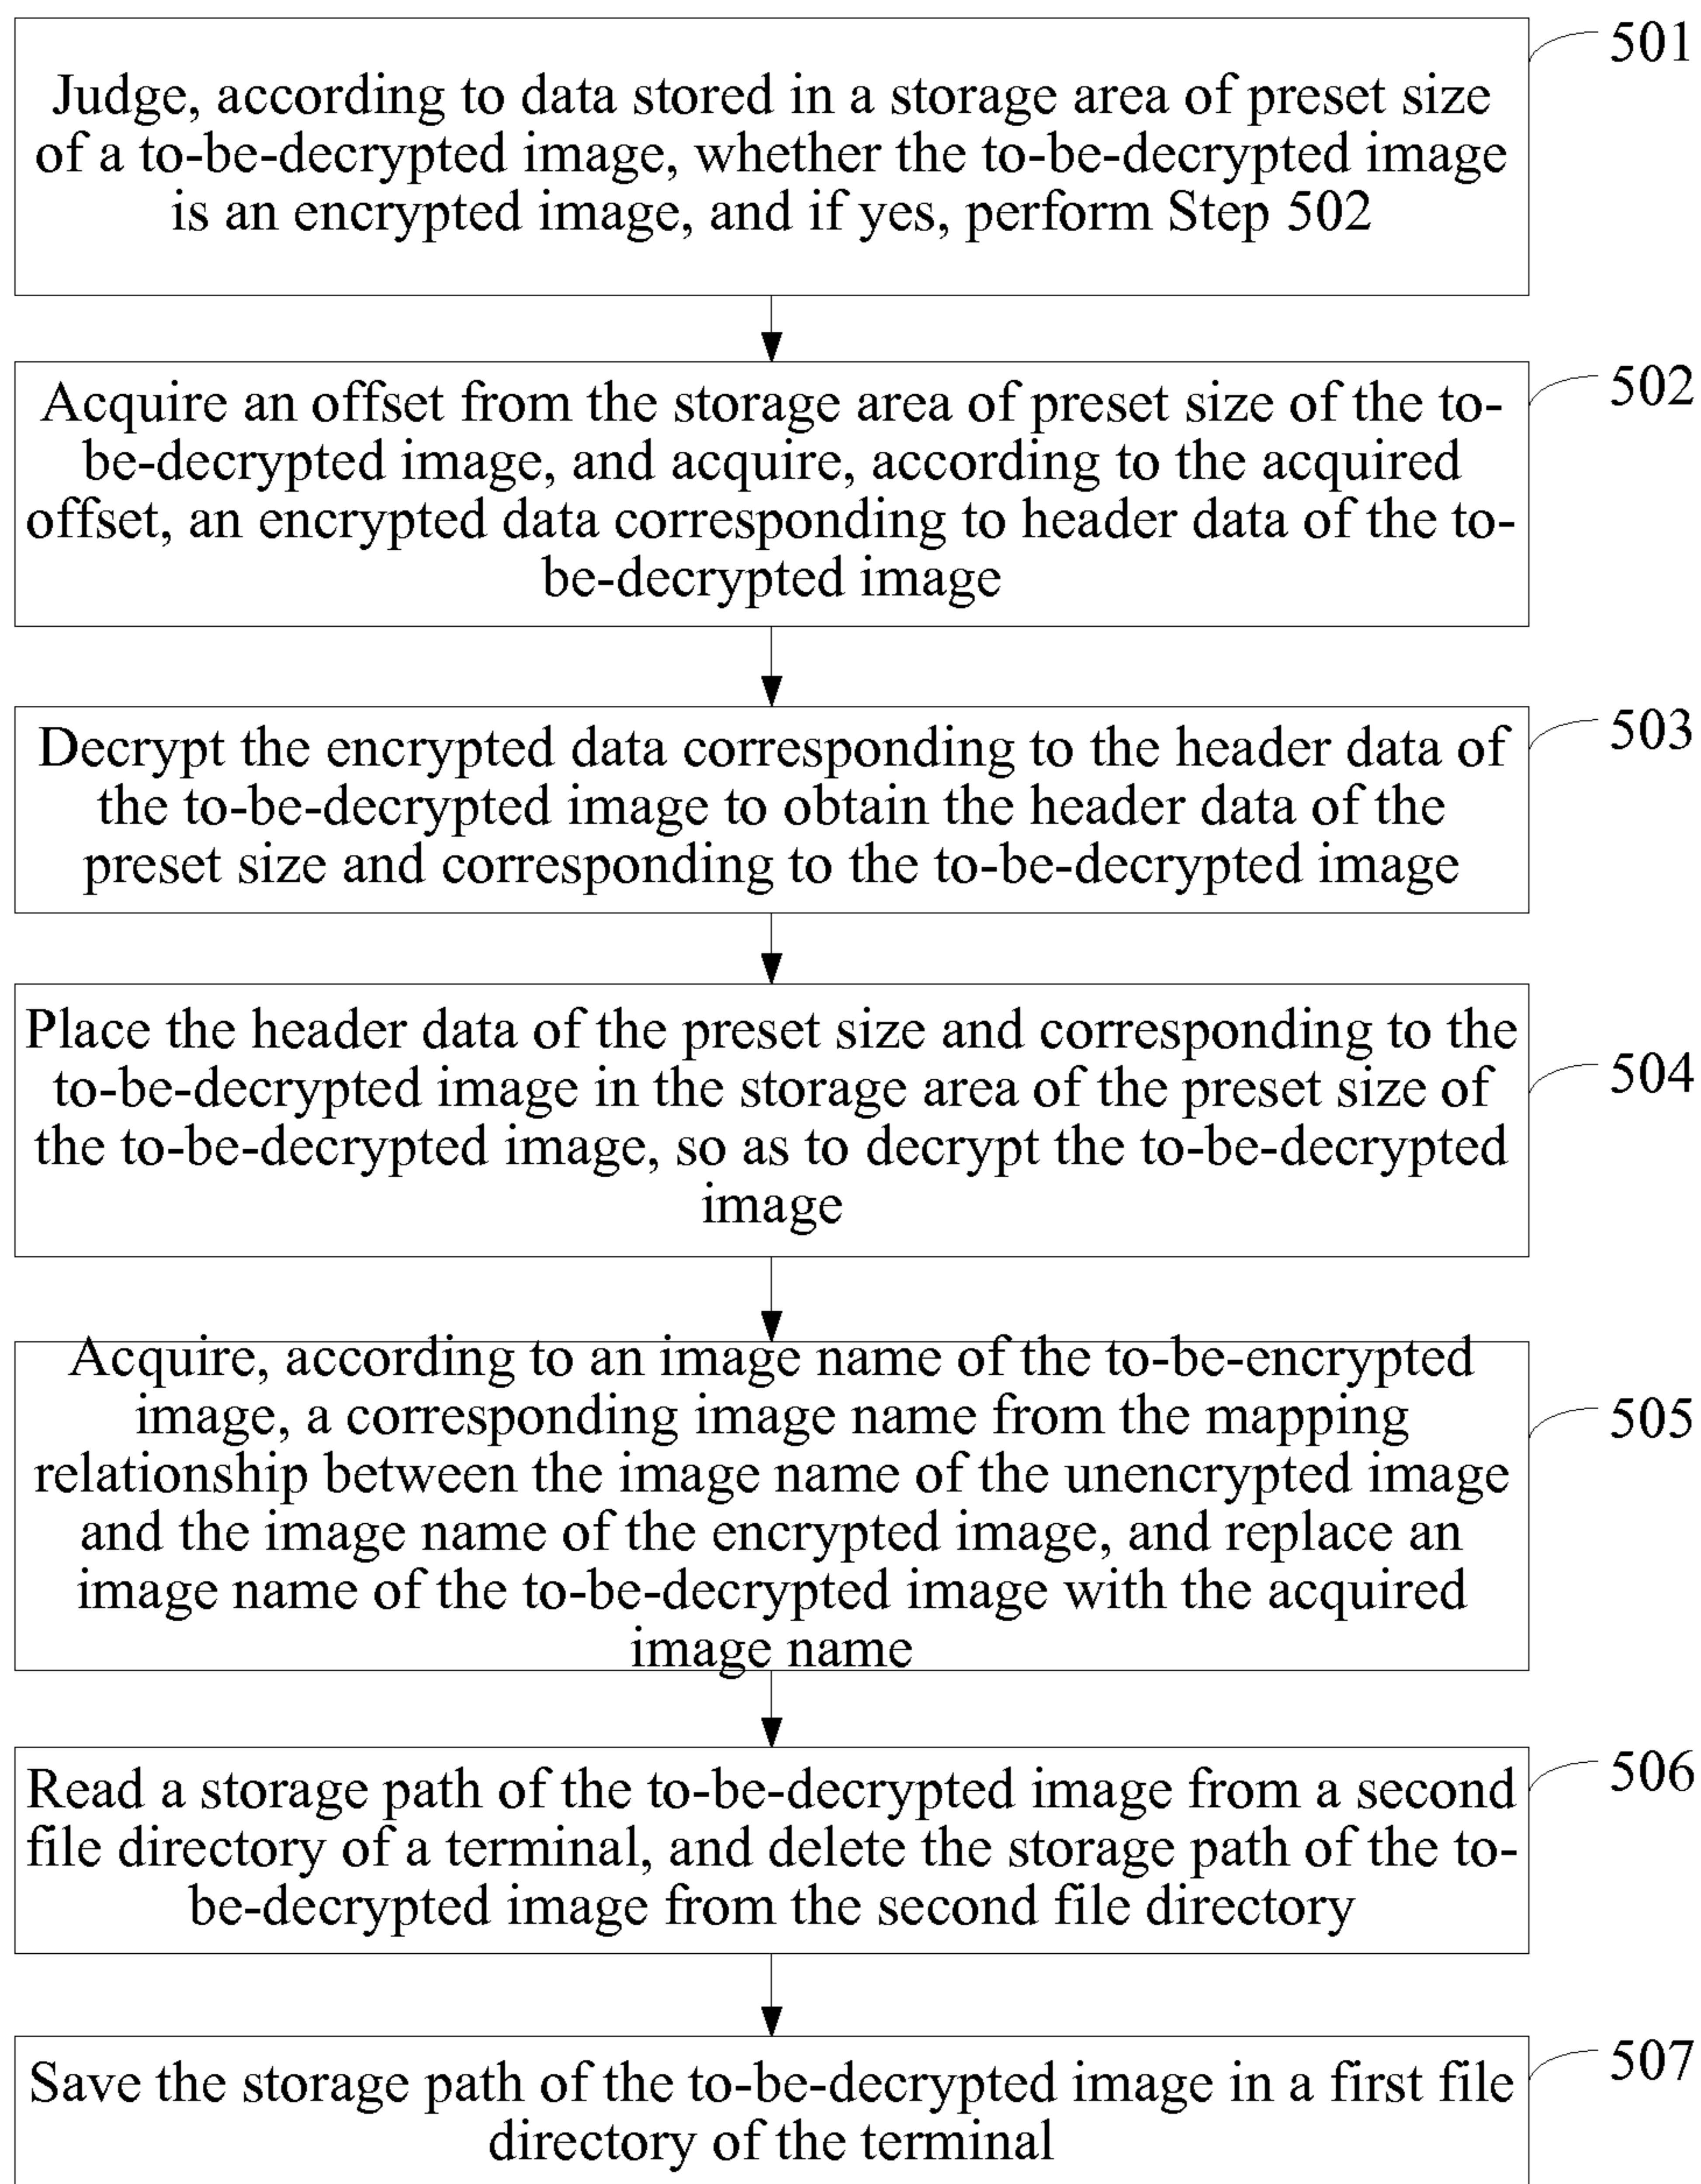 501
Judge, according to data stored in a storage area of preset size
of a to-be-decrypted image, whether the to-be-decrypted image
is an encrypted image, and if yes, perform Step 502
502
Acquire an offset from the storage area of preset size of the to-
be-decrypted image, and acquire, according to the acquired
offset, an encrypted data corresponding to header data of the to-
be-decrypted image
503
Decrypt the encrypted data corresponding to the header data of
the to-be-decrypted image to obtain the header data of the
preset size and corresponding to the to-be-decrypted image
504
Place the header data of the preset size and corresponding to the
to-be-decrypted image in the storage area of the preset size of
the to-be-decrypted image, so as to decrypt the to-be-decrypted
image
505
Acquire, according to an image name of the to-be-encrypted
image, a corresponding image name from the mapping
relationship between the image name of the unencrypted image
and the image name of the encrypted image, and replace an
image name of the to-be-decrypted image with the acquired
image name
506
Read a storage path of the to-be-decrypted image from a second
file directory of a terminal, and delete the storage path of the to-
be-decrypted image from the second file directory
507
Save the storage path of the to-be-decrypted image in a first file
directory of the terminal